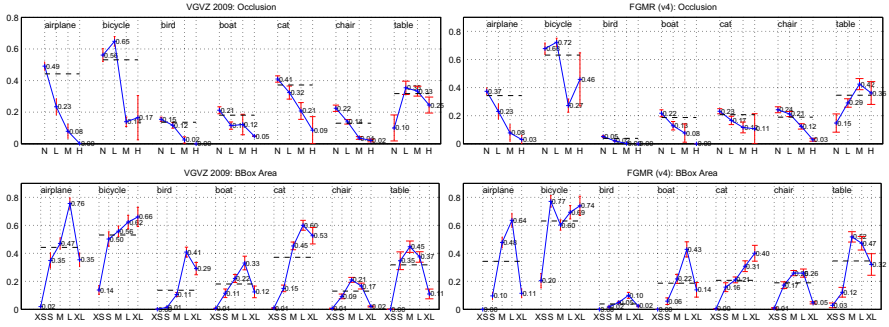 VGVZ 2009: Occlusion
airplane bicycle bird boat cat chair table
0.8
0.6
0.4
0.2
0
0.49 0.23 0.08 0.00
0.56 0.65 0.14 0.17
0.15 0.12 0.02 0.00
0.21 0.12 0.12 0.05
0.41 0.32 0.21 0.09
0.22 0.14 0.04 0.02
0.10 0.35 0.33 0.25
N L M H N L M H N L M H N L M H N L M H N L M H N L M H
FGMR (v4): Occlusion
airplane bicycle bird boat cat chair table
0.8
0.6
0.4
0.2
0
0.37 0.23 0.08 0.03
0.68 0.72 0.27 0.46
0.05 0.02 0.00
0.22 0.13 0.08 0.00
0.23 0.17 0.11
0.24 0.21 0.12 0.03
0.15 0.29 0.42 0.36
N L M H N L M H N L M H N L M H N L M H N L M H N L M H
VGVZ 2009: BBox Area
airplane bicycle bird boat cat chair table
0.8
0.6
0.4
0.2
0
0.02 0.35 0.47 0.76 0.35
0.14 0.50 0.56 0.62 0.66
0.01 0.11 0.41 0.29
0.01 0.11 0.22 0.33 0.12
0.01 0.15 0.45 0.60 0.53
0.01 0.09 0.21 0.17 0.02
0.00 0.35 0.45 0.37 0.11
XS S M L XL XS S M L XL XS S M L XL XS S M L XL XS S M L XL XS S M L XL XS S M L XL
FGMR (v4): BBox Area
airplane bicycle bird boat cat chair table
0.8
0.6
0.4
0.2
0
0.00 0.10 0.48 0.64 0.11
0.20 0.77 0.60 0.69 0.74
0.00 0.03 0.05 0.10 0.02
0.06 0.22 0.43 0.14
0.01 0.16 0.21 0.31 0.40
0.01 0.17 0.26 0.05
0.03 0.12 0.47 0.32
XS S M L XL XS S M L XL XS S M L XL XS S M L XL XS S M L XL XS S M L XL XS S M L XL